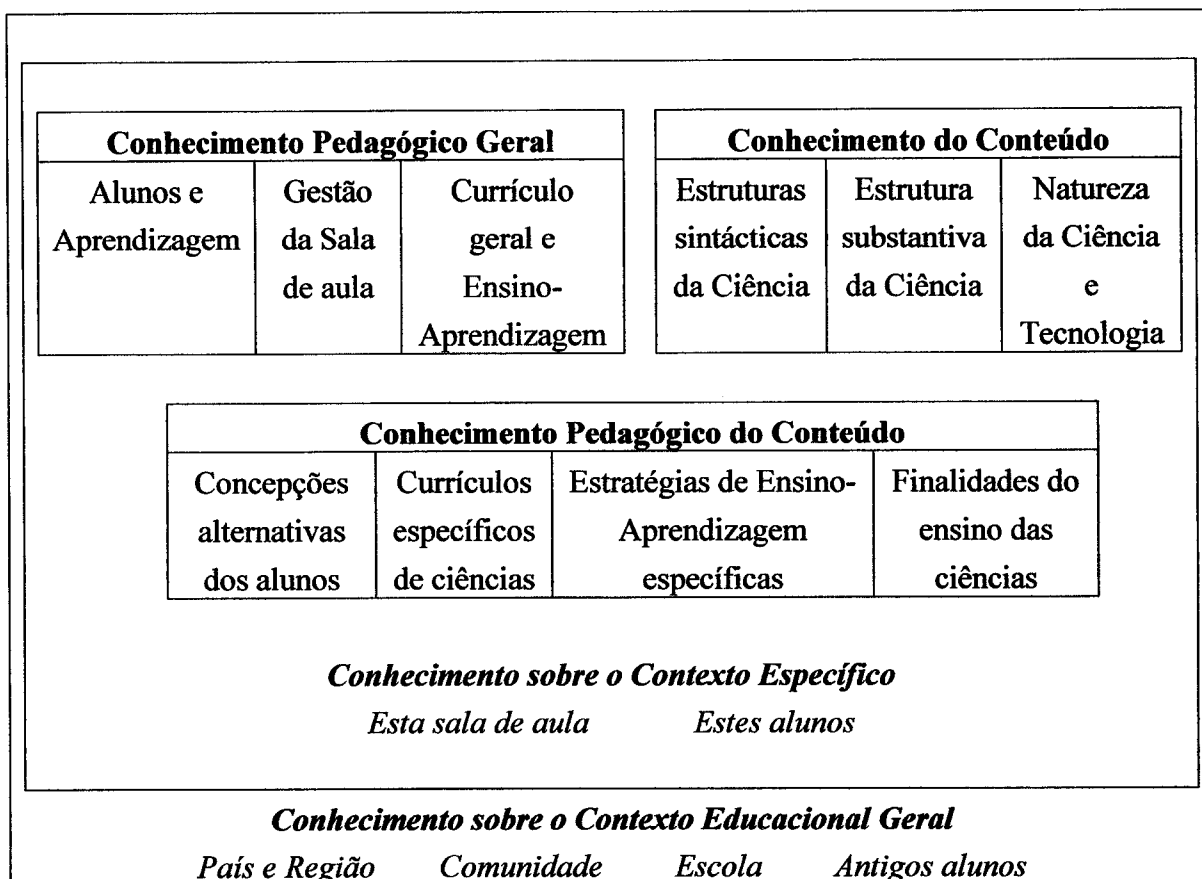 Conhecimento Pedagógico Geral
Alunos e
Aprendizagem
Gestão
da Sala
de aula
Currículo
geral e
Ensino-
Aprendizagem
Conhecimento do Conteúdo
Estruturas
sintácticas
da Ciência
Estrutura
substantiva
da Ciência
Natureza
da Ciência
e
Tecnologia
Conhecimento Pedagógico do Conteúdo
Concepções
alternativas
dos alunos
Currículos
específicos
de ciências
Estratégias de Ensino-
Aprendizagem
específicas
Finalidades do
ensino das
ciências
Conhecimento sobre o Contexto Específico
Esta sala de aula Estes alunos
Conhecimento sobre o Contexto Educacional Geral
País e Região Comunidade Escola Antigos alunos